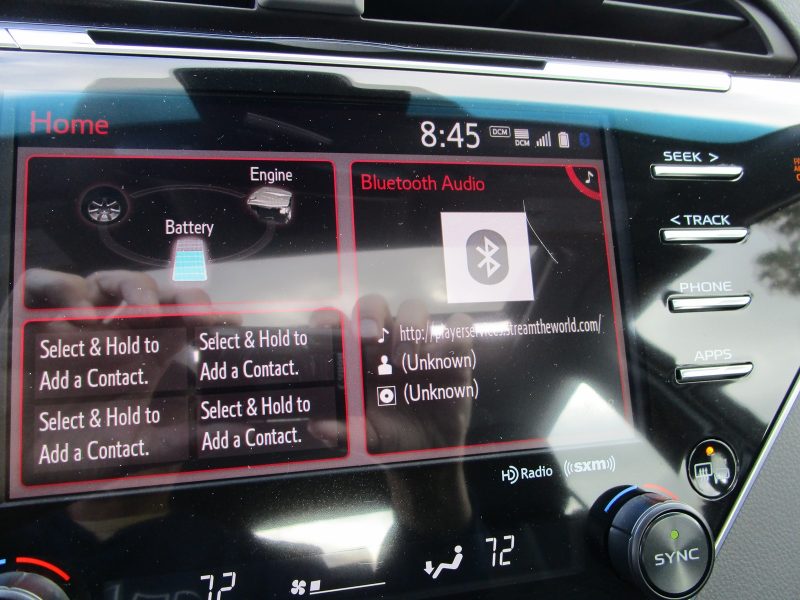 Home
8:45
DCM
DCM
Engine
Battery
Bluetooth Audio
http://playerservices.streamtheworld.com/
(Unknown)
(Unknown)
Select & Hold to
Add a Contact.
Select & Hold to
Add a Contact.
Select & Hold to
Add a Contact.
Select & Hold to
Add a Contact.
SEEK >
< TRACK
PHONE
APPS
HD Radio
((( sxm )))
72
72
SYNC